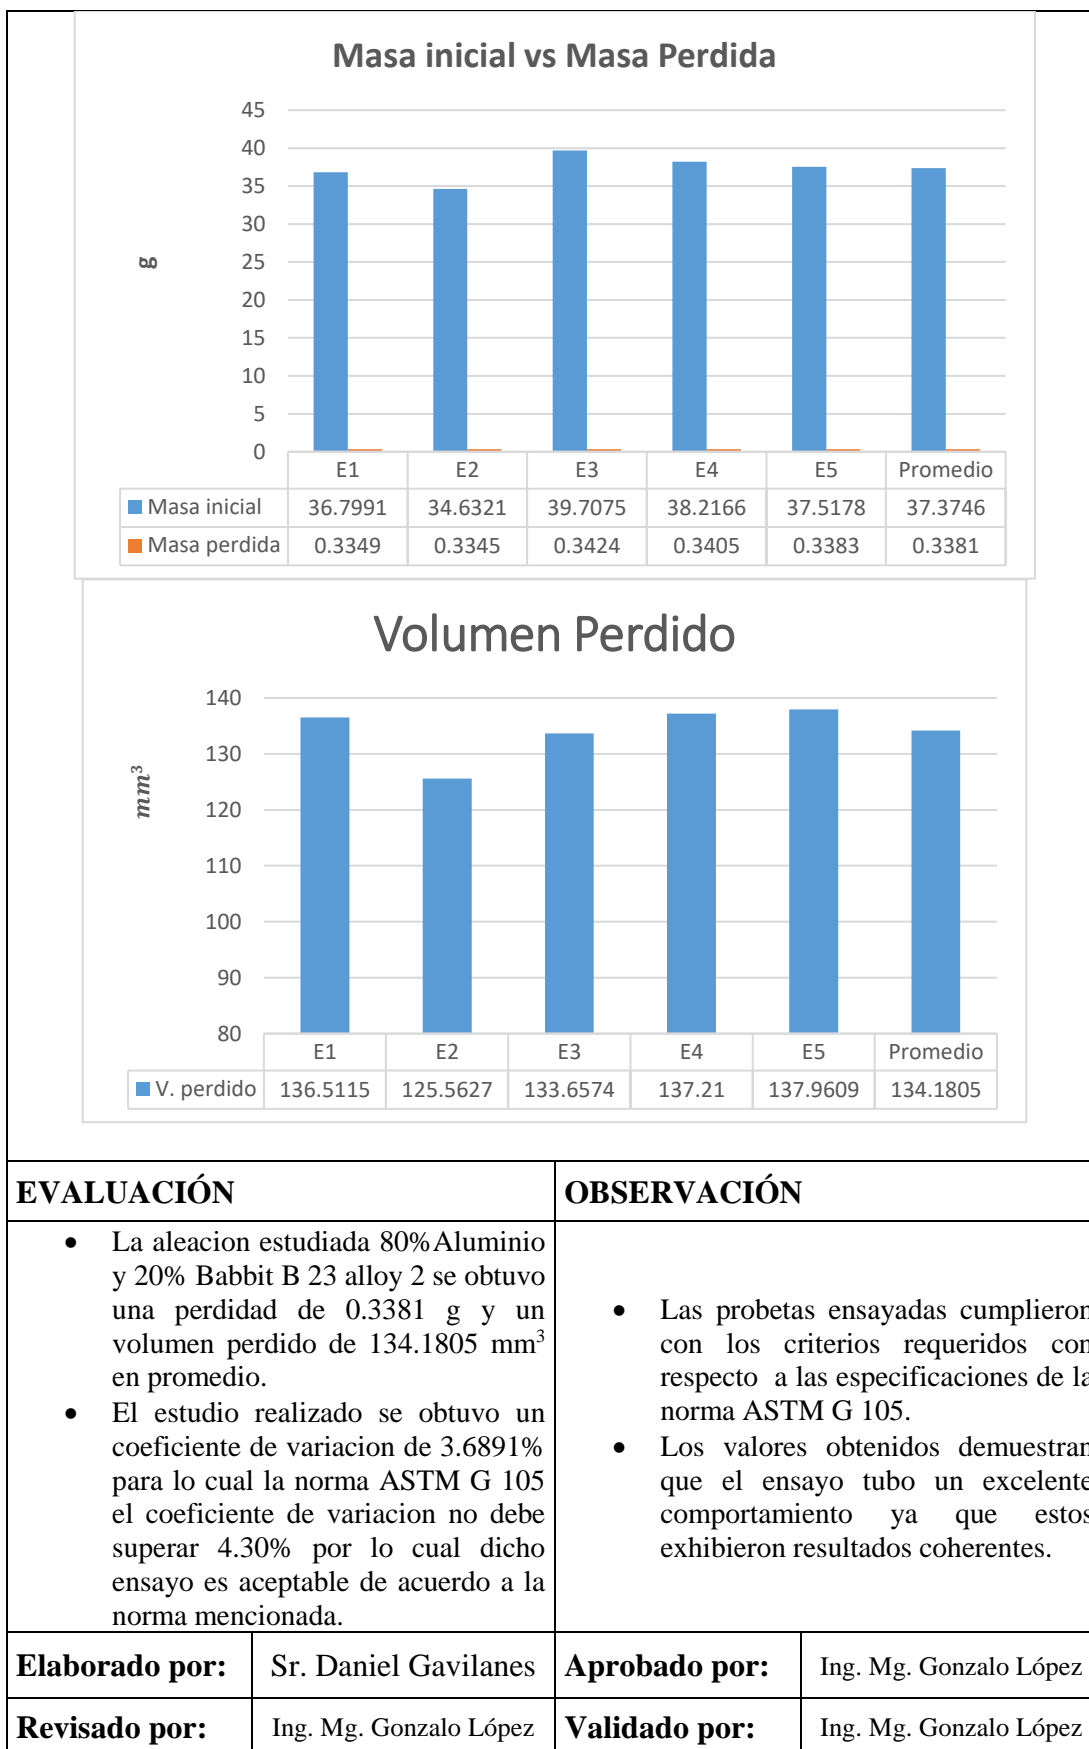 Masa inicial vs Masa Perdida
45
40
35
30
25
20
15
10
5
0
g
E1 E2 E3 E4 E5 Promedio
Masa inicial 36.7991 34.6321 39.7075 38.2166 37.5178 37.3746
Masa perdida 0.3349 0.3345 0.3424 0.3405 0.3383 0.3381
Volumen Perdido
140
130
120
110
100
90
80
mm³
E1 E2 E3 E4 E5 Promedio
V. perdido 136.5115 125.5627 133.6574 137.21 137.9609 134.1805
EVALUACIÓN
• La aleacion estudiada 80%Aluminio
y 20% Babbit B 23 alloy 2 se obtuvo
una perdidad de 0.3381 g y un
volumen perdido de 134.1805 mm³
en promedio.
• El estudio realizado se obtuvo un
coeficiente de variacion de 3.6891%
para lo cual la norma ASTM G 105
el coeficiente de variacion no debe
superar 4.30% por lo cual dicho
ensayo es aceptable de acuerdo a la
norma mencionada.
OBSERVACIÓN
• Las probetas ensayadas cumplieron
con los criterios requeridos con
respecto a las especificaciones de la
norma ASTM G 105.
• Los valores obtenidos demuestran
que el ensayo tubo un excelente
comportamiento ya que estos
exhibieron resultados coherentes.
Elaborado por: Sr. Daniel Gavilanes Aprobado por: Ing. Mg. Gonzalo López
Revisado por: Ing. Mg. Gonzalo López Validado por: Ing. Mg. Gonzalo López